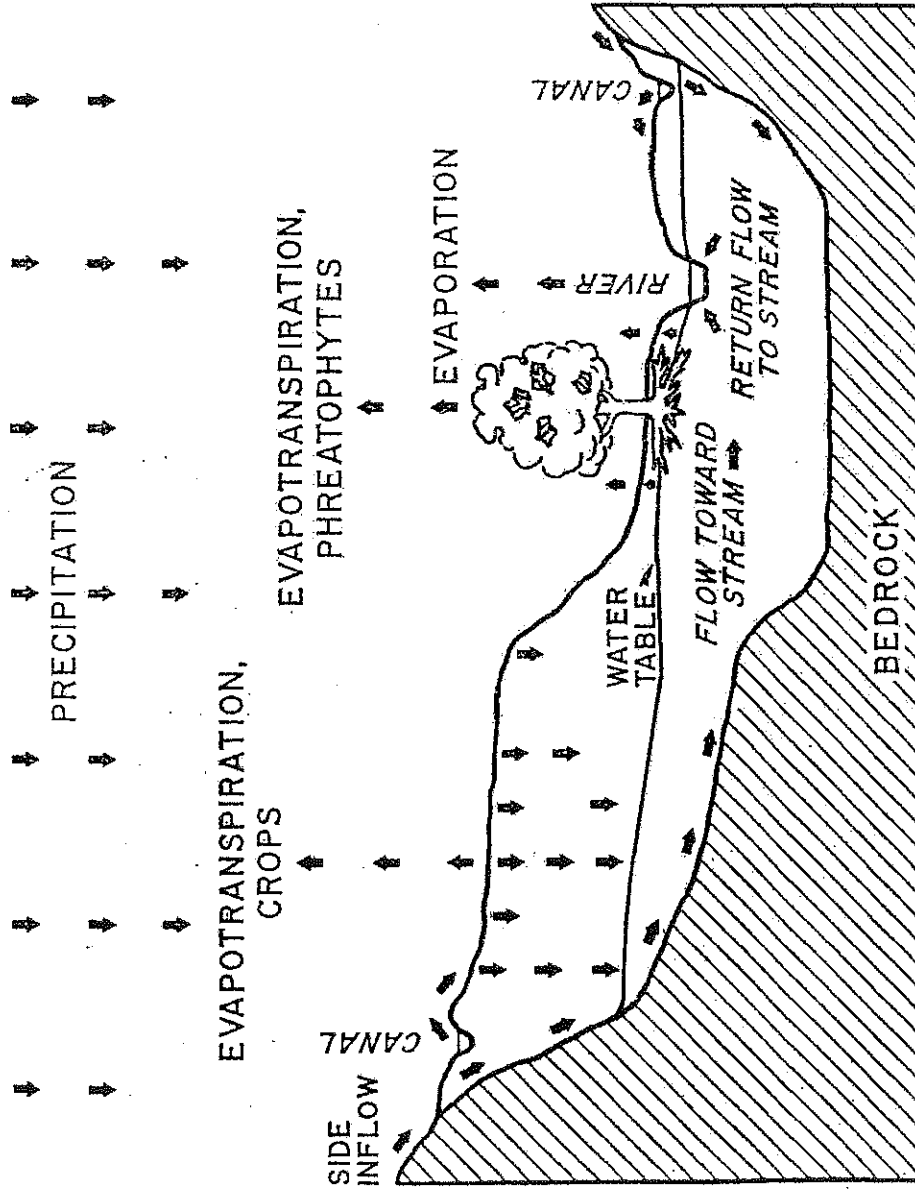 PRECIPITATION
EVAPOTRANSPIRATION,
CROPS
EVAPOTRANSPIRATION,
PHREATOPHYTES
EVAPORATION
SIDE
INFLOW
CANAL
RIVER
CANAL
WATER
TABLE
FLOW TOWARD
STREAM
RETURN FLOW
TO STREAM
BEDROCK